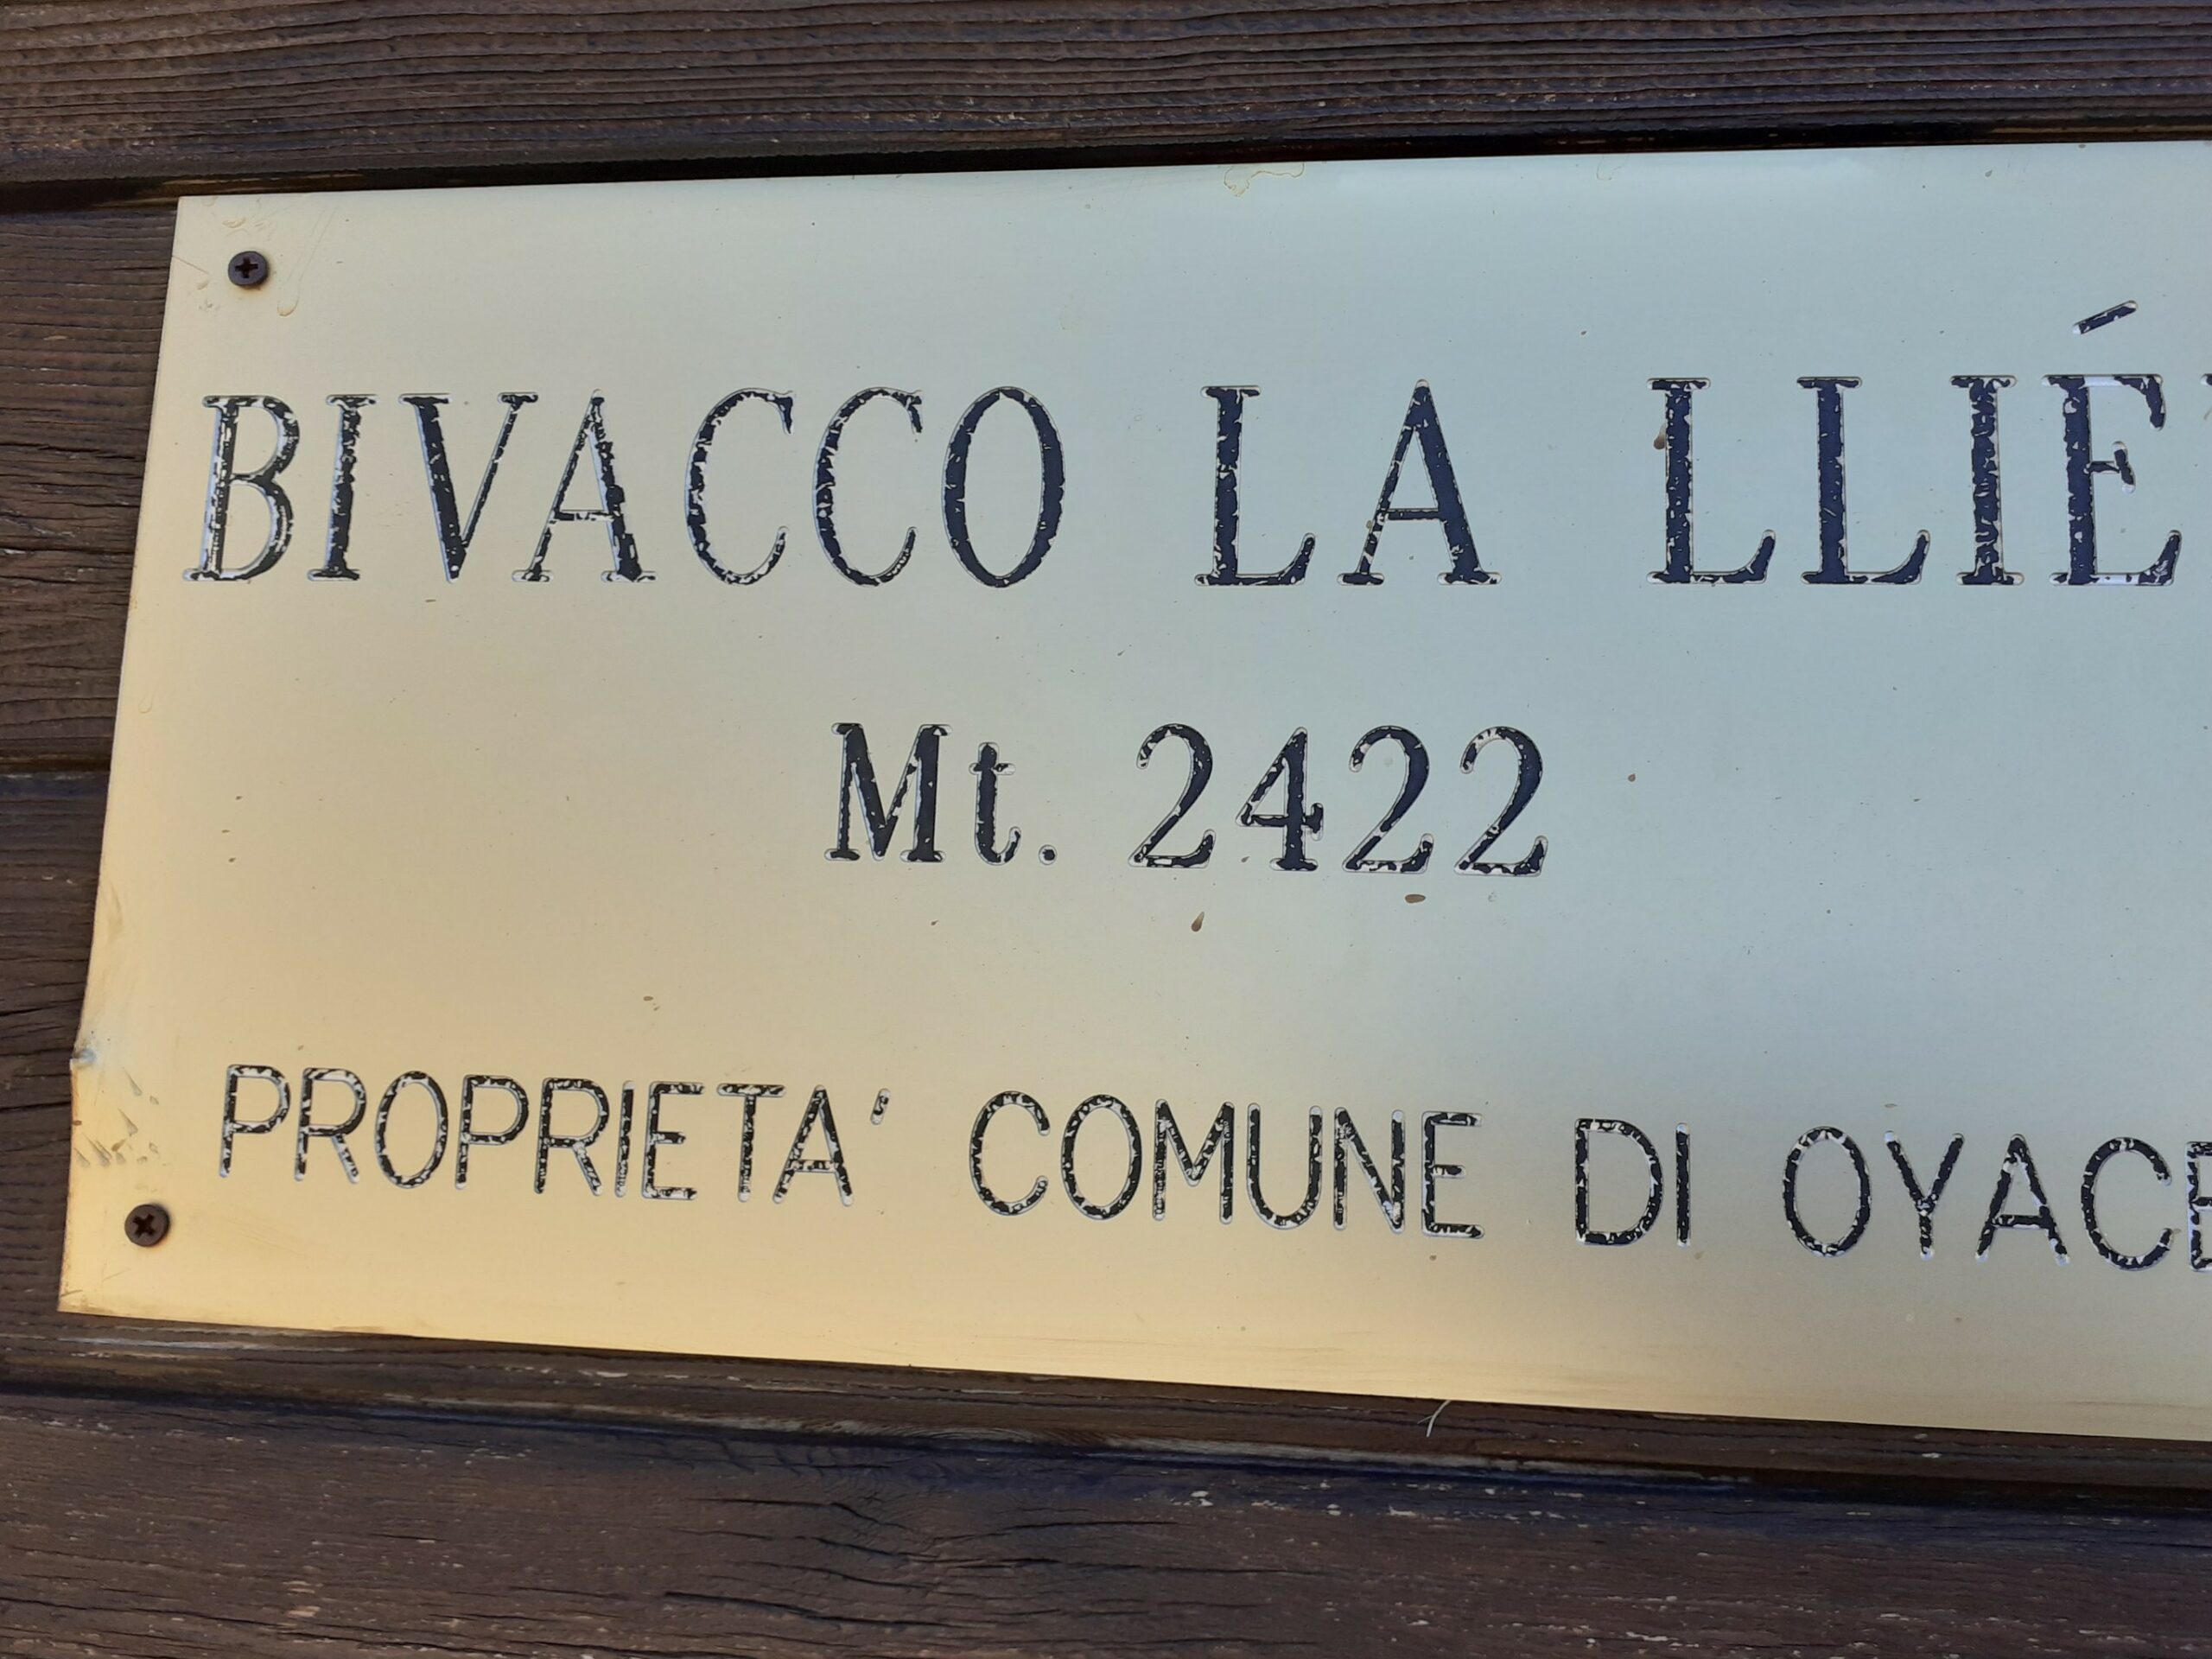 BIVACCO LA LLIÉ
Mt. 2422
PROPRIETA' COMUNE DI OYACE